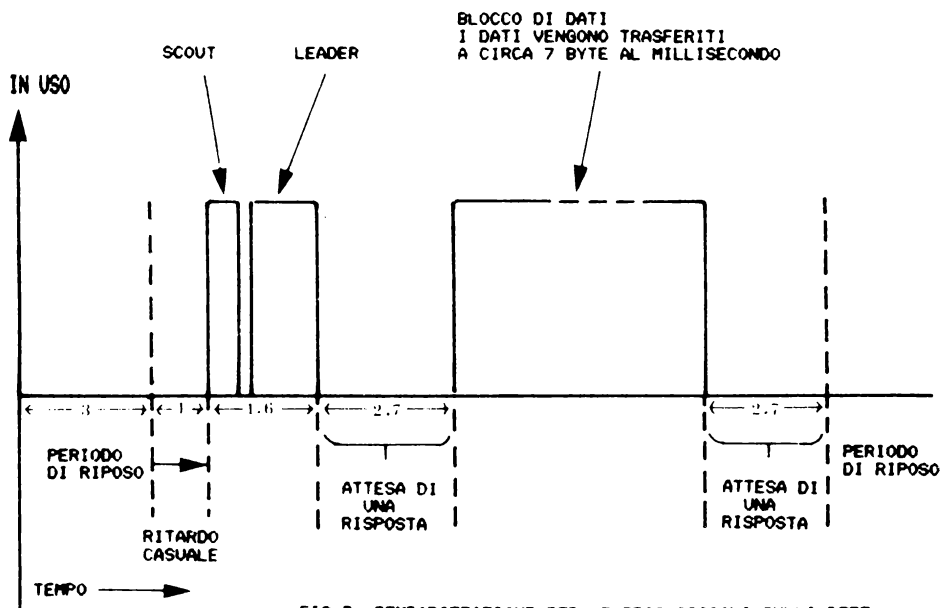 BLOCCO DI DATI
I DATI VENGONO TRASFERITI
A CIRCA 7 BYTE AL MILLISECONDO
SCOUT
LEADER
IN USO
3
1
1.6
2.7
2.7
PERIODO
DI RIPOSO
ATTESA DI
UNA
RISPOSTA
ATTESA DI
UNA
RISPOSTA
PERIODO
DI RIPOSO
RITARDO
CASUALE
TEMPO